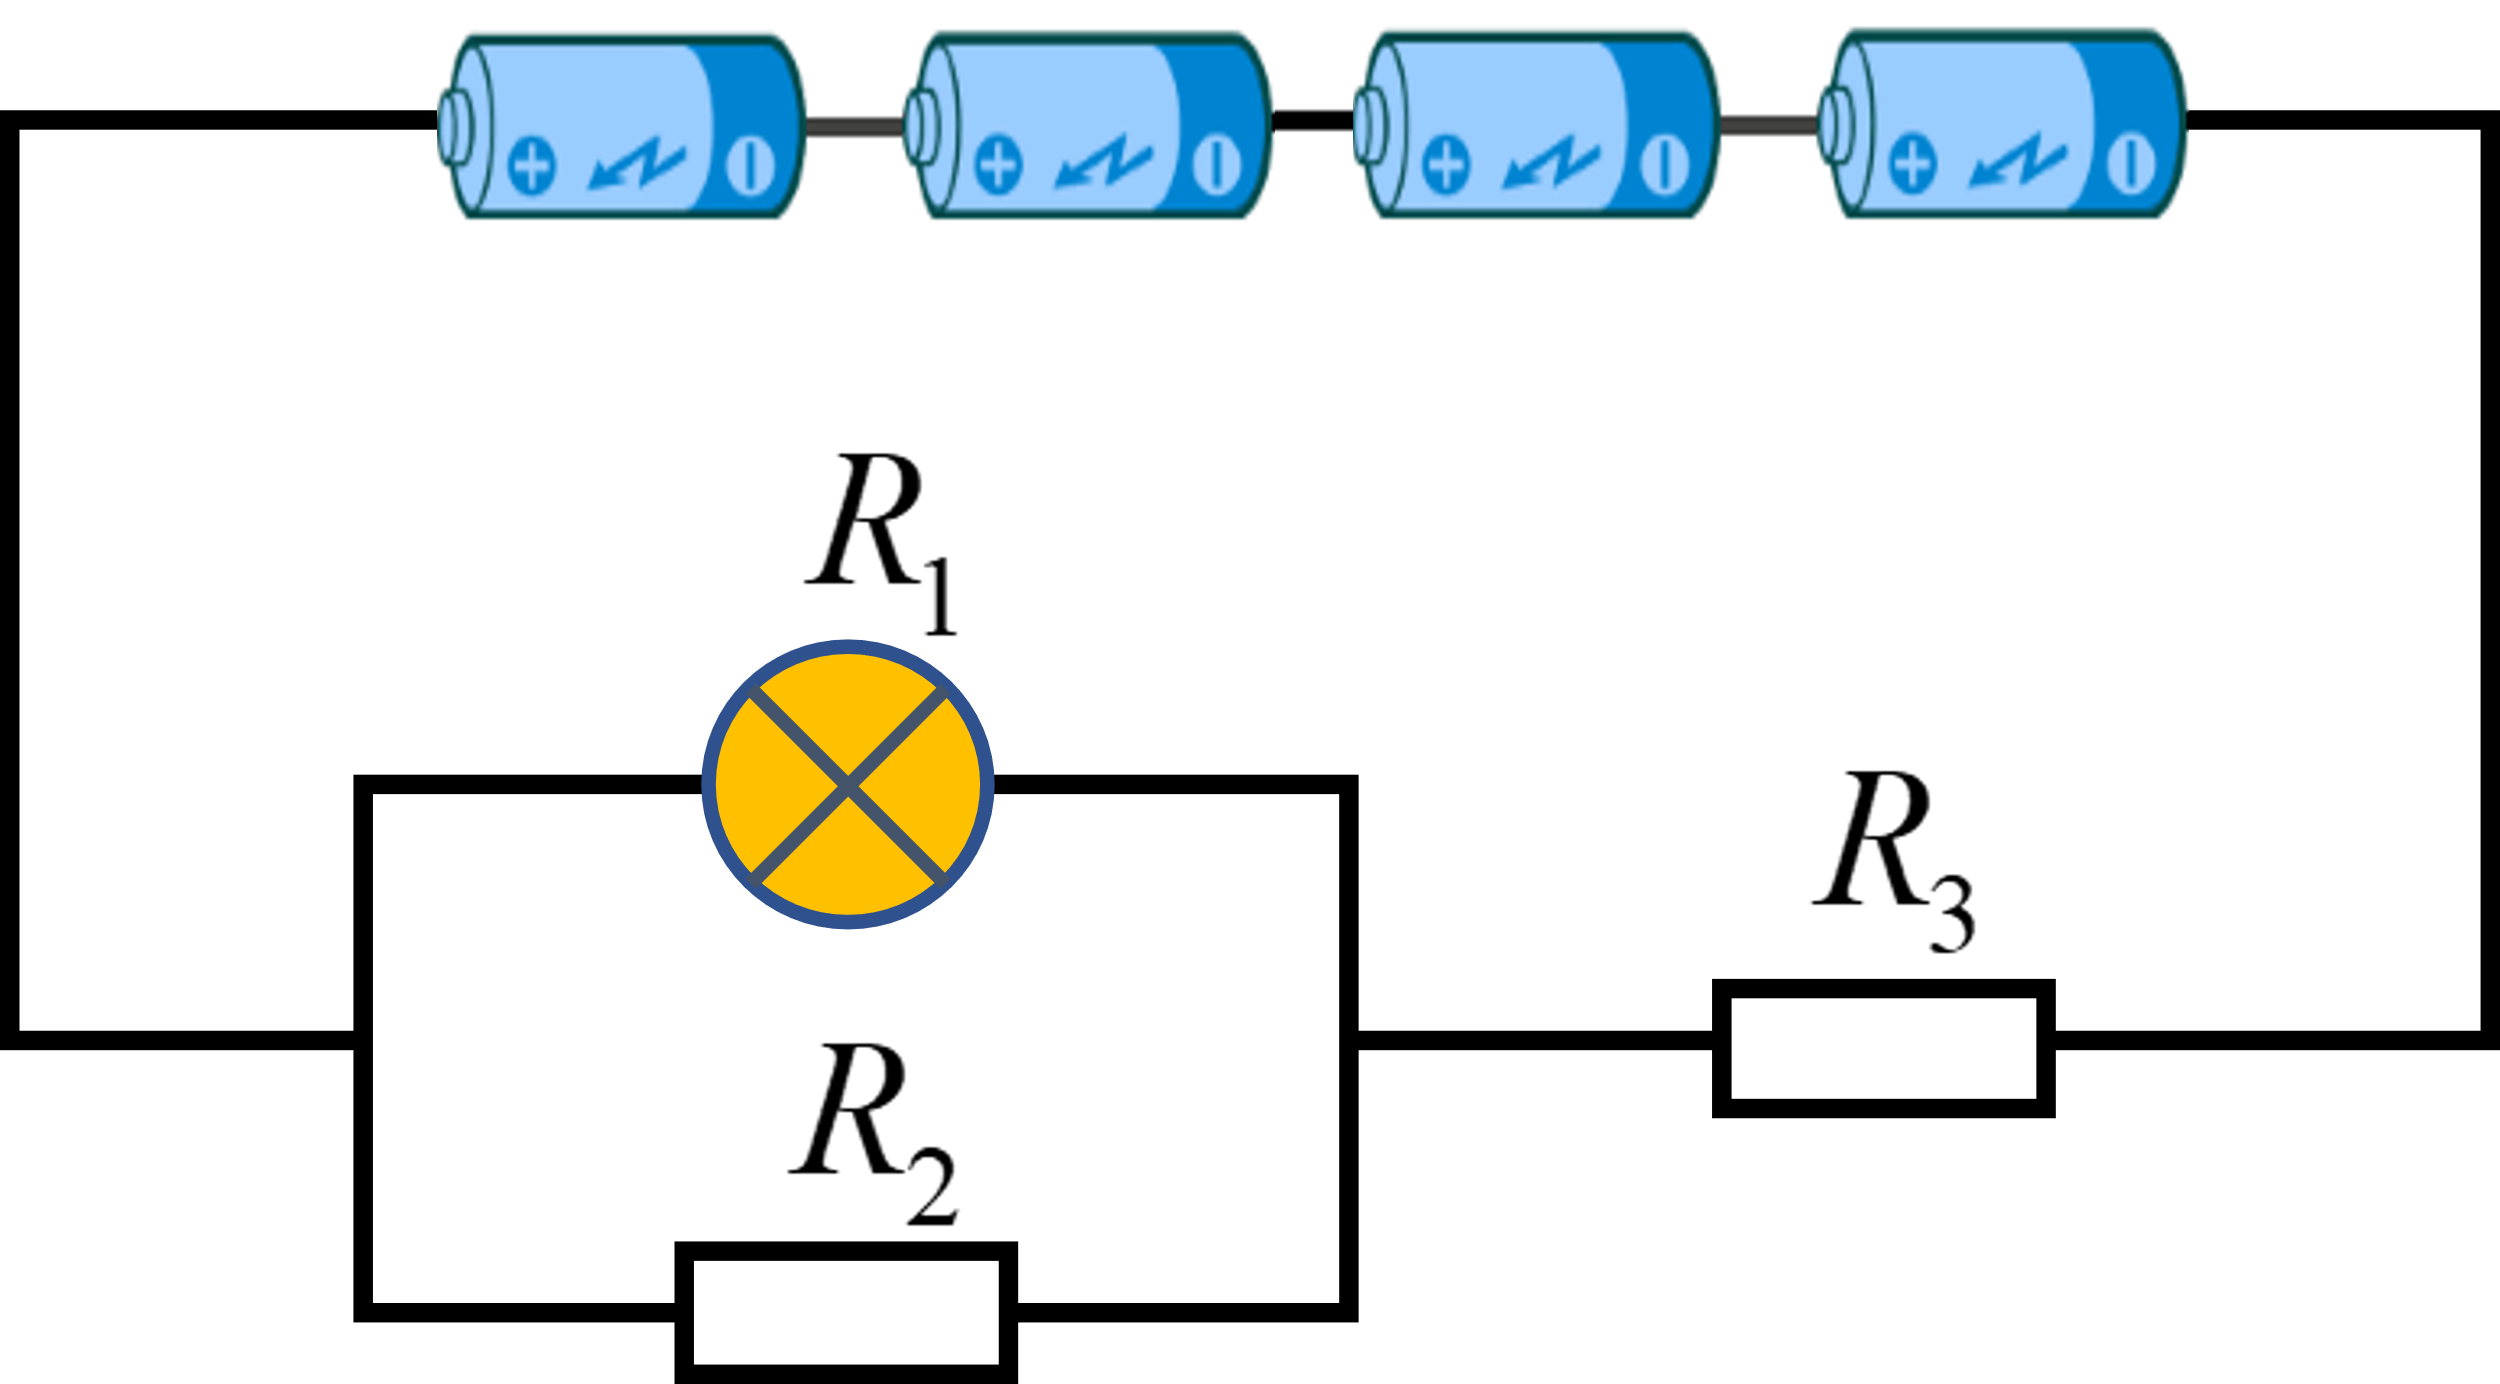 + - + - + - + -
R1
R3
R2